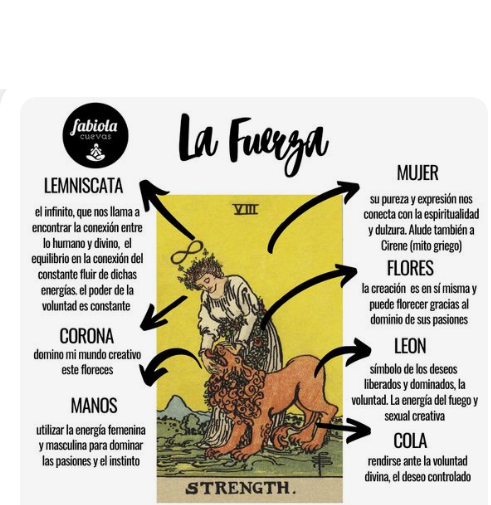 fabiola
cuevas
La Fuerza
LEMNISCATA
el infinito, que nos llama a
encontrar la conexión entre
lo humano y divino, el
equilibrio en la conexión del
constante fluir de dichas
energías. el poder de la
voluntad es constante
CORONA
domino mi mundo creativo
este floreces
MANOS
utilizar la energía femenina
y masculina para dominar
las pasiones y el instinto
VIII
STRENGTH.
MUJER
su pureza y expresión nos
conecta con la espiritualidad
y dulzura. Alude también a
Cirene (mito griego)
FLORES
la creación es en sí misma y
puede florecer gracias al
dominio de sus pasiones
LEON
símbolo de los deseos
liberados y dominados, la
voluntad. La energía del fuego y
sexual creativa
COLA
rendirse ante la voluntad
divina, el deseo controlado